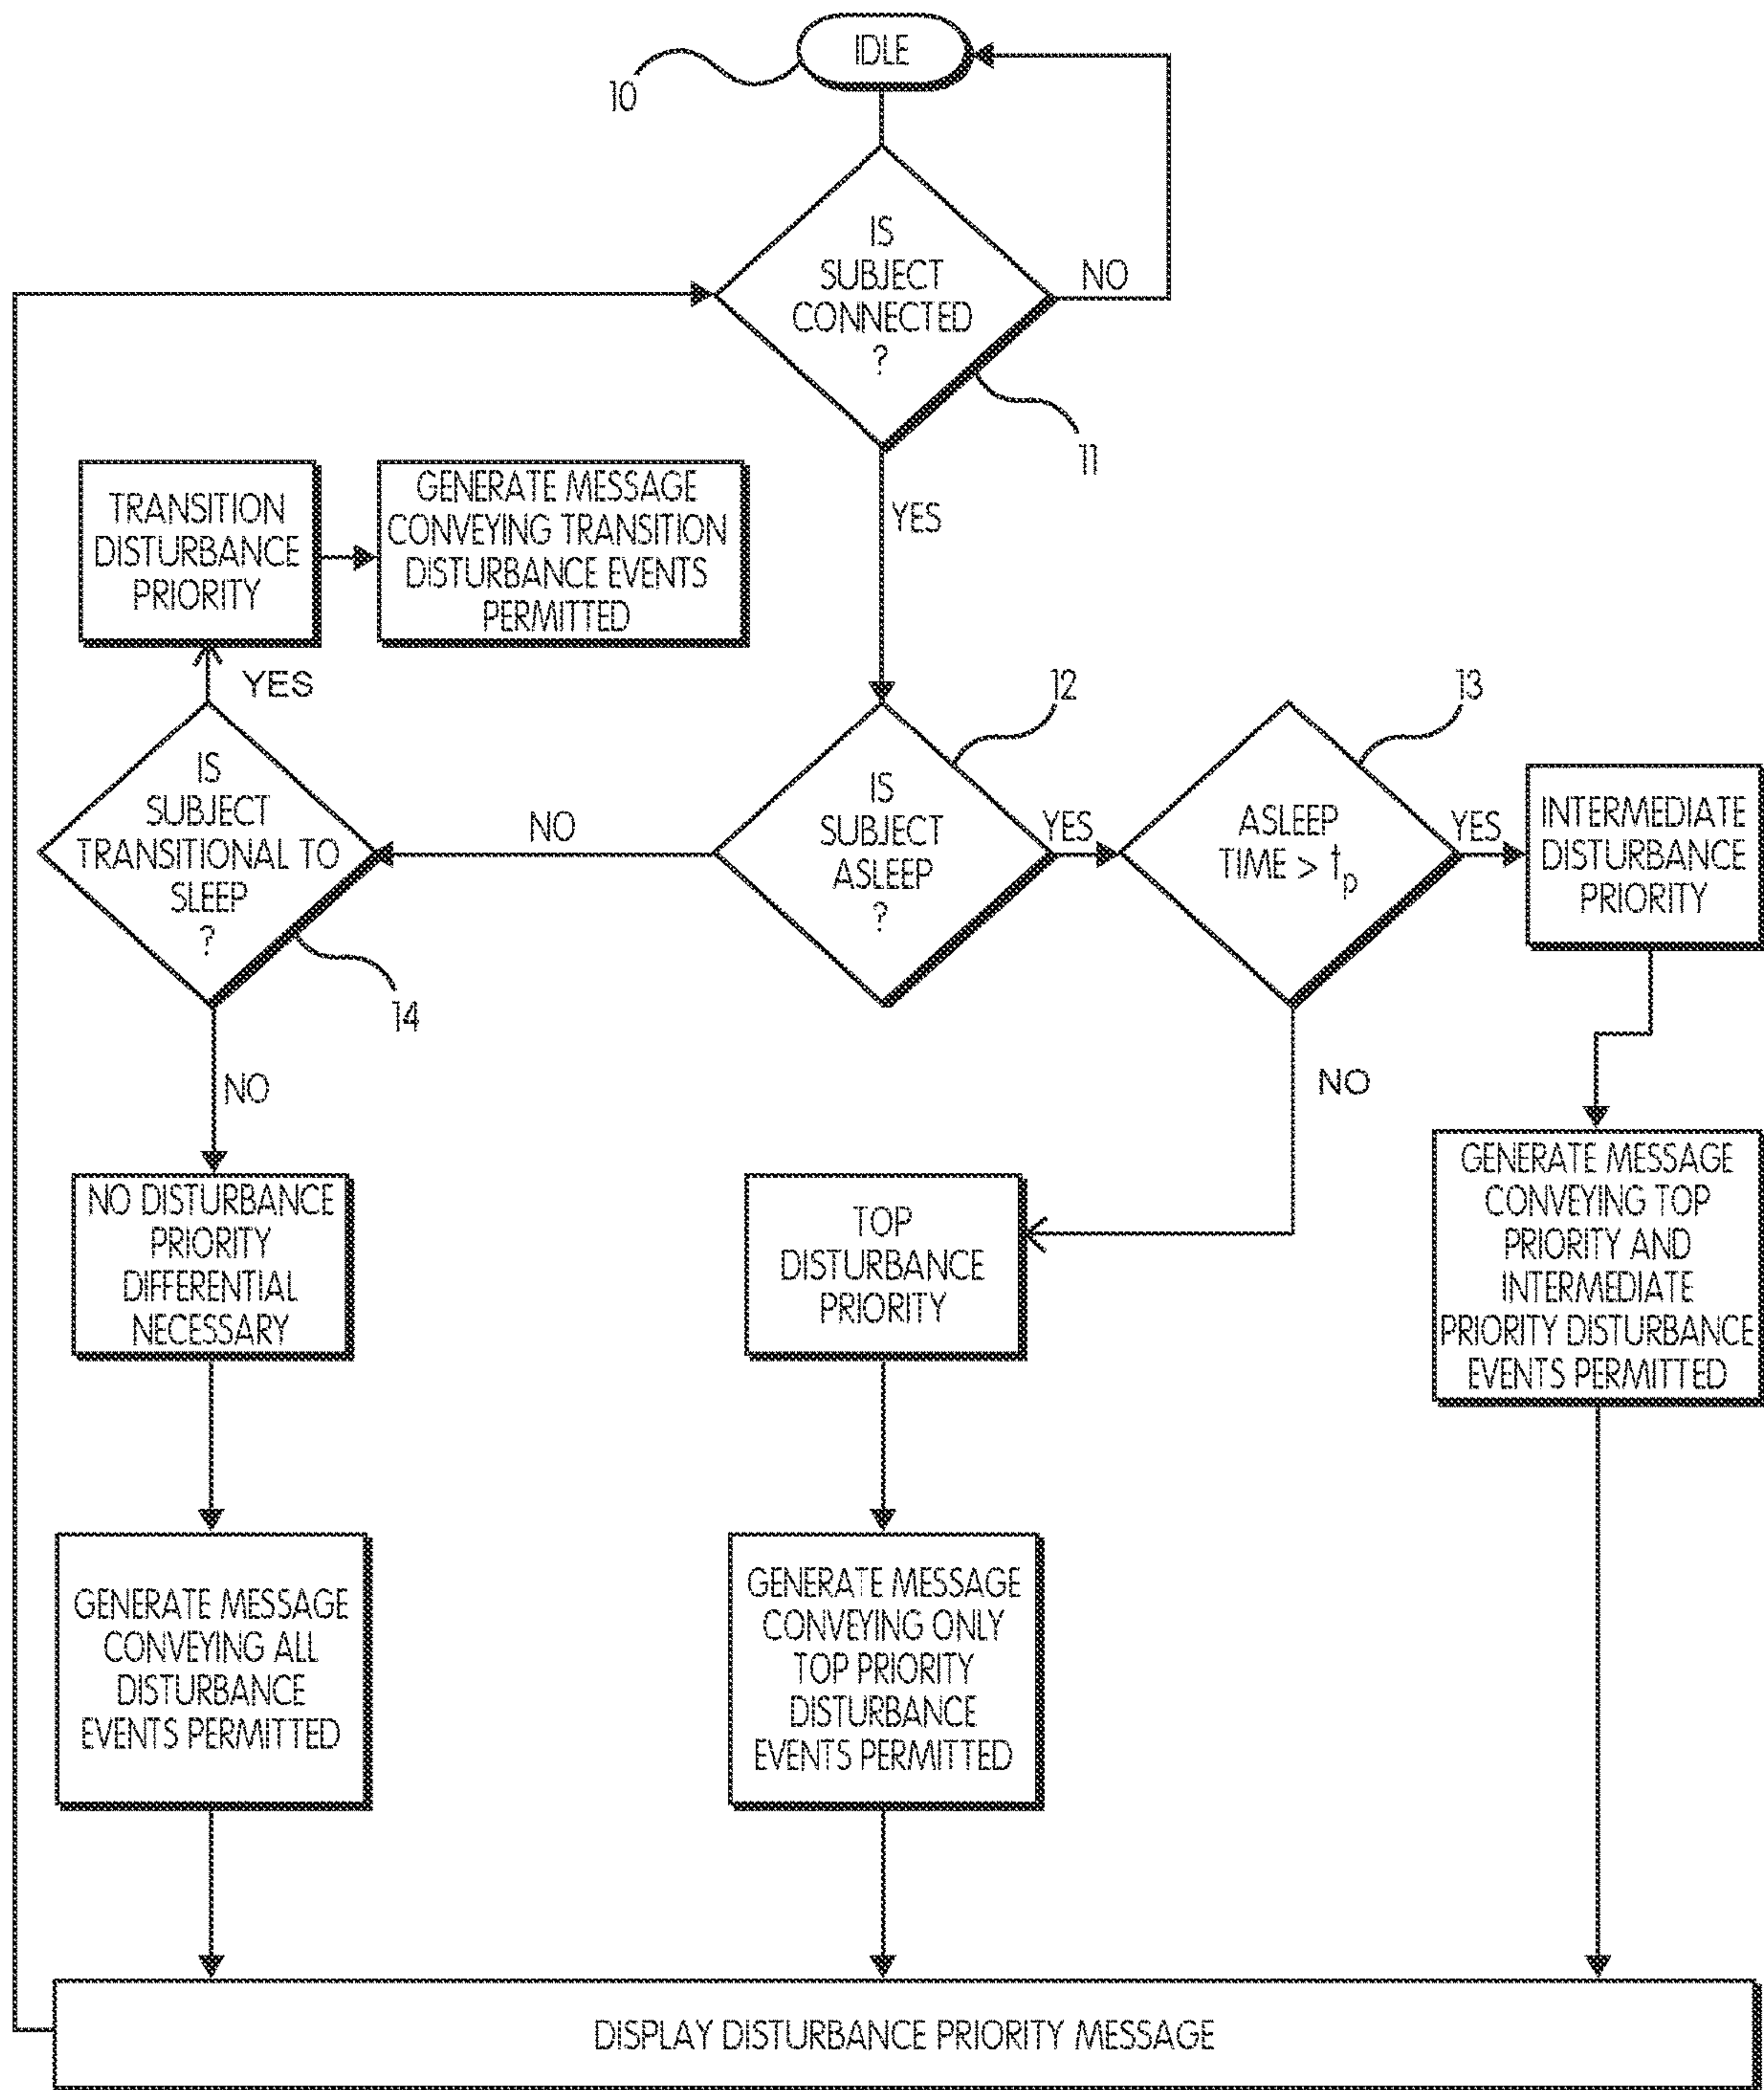 IDLE
10
IS
SUBJECT
CONNECTED
?
NO
11
YES
TRANSITION
DISTURBANCE
PRIORITY
GENERATE MESSAGE
CONVEYING TRANSITION
DISTURBANCE EVENTS
PERMITTED
YES
12
13
IS
SUBJECT
TRANSITIONAL TO
SLEEP
?
14
NO
IS
SUBJECT
ASLEEP
?
YES
ASLEEP
TIME > tp
YES
INTERMEDIATE
DISTURBANCE
PRIORITY
NO
NO
NO DISTURBANCE
PRIORITY
DIFFERENTIAL
NECESSARY
TOP
DISTURBANCE
PRIORITY
GENERATE MESSAGE
CONVEYING TOP
PRIORITY AND
INTERMEDIATE
PRIORITY DISTURBANCE
EVENTS PERMITTED
GENERATE MESSAGE
CONVEYING ALL
DISTURBANCE
EVENTS PERMITTED
GENERATE MESSAGE
CONVEYING ONLY
TOP PRIORITY
DISTURBANCE
EVENTS PERMITTED
DISPLAY DISTURBANCE PRIORITY MESSAGE